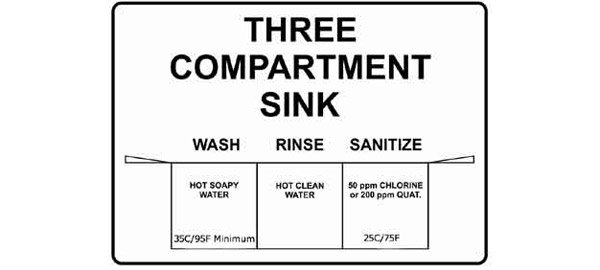 THREE
COMPARTMENT
SINK
WASH RINSE SANITIZE
HOT SOAPY
WATER
HOT CLEAN
WATER
50 ppm CHLORINE
or 200 ppm QUAT.
35C/95F Minimum
25C/75F